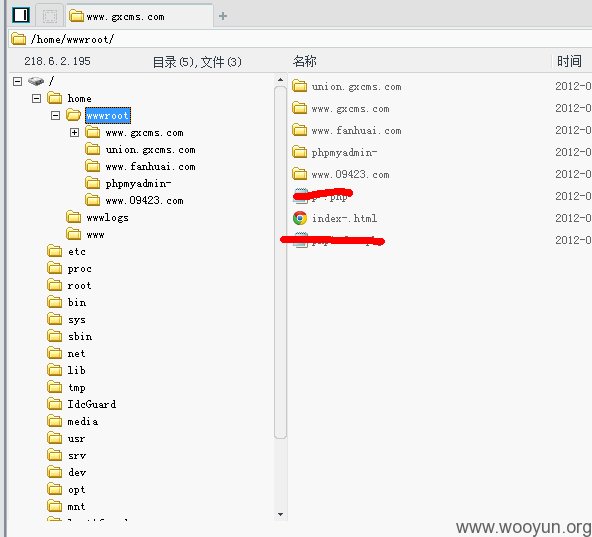 www.gxcms.com
/home/wwwroot/
218.6.2.195 目录(5),文件(3) 名称 时间
/
home
wwwroot
www.gxcms.com
union.gxcms.com
www.fanhuai.com
phpmyadmin-
www.09423.com
wwwlogs
www
etc
proc
root
bin
sys
sbin
net
lib
tmp
IdcGuard
media
usr
srv
dev
opt
mnt
union.gxcms.com 2012-0
www.gxcms.com 2012-0
www.fanhuai.com 2012-0
phpmyadmin- 2012-0
www.09423.com 2012-0
2012-0
index-.html 2012-0
2012-0
www.wooyun.org